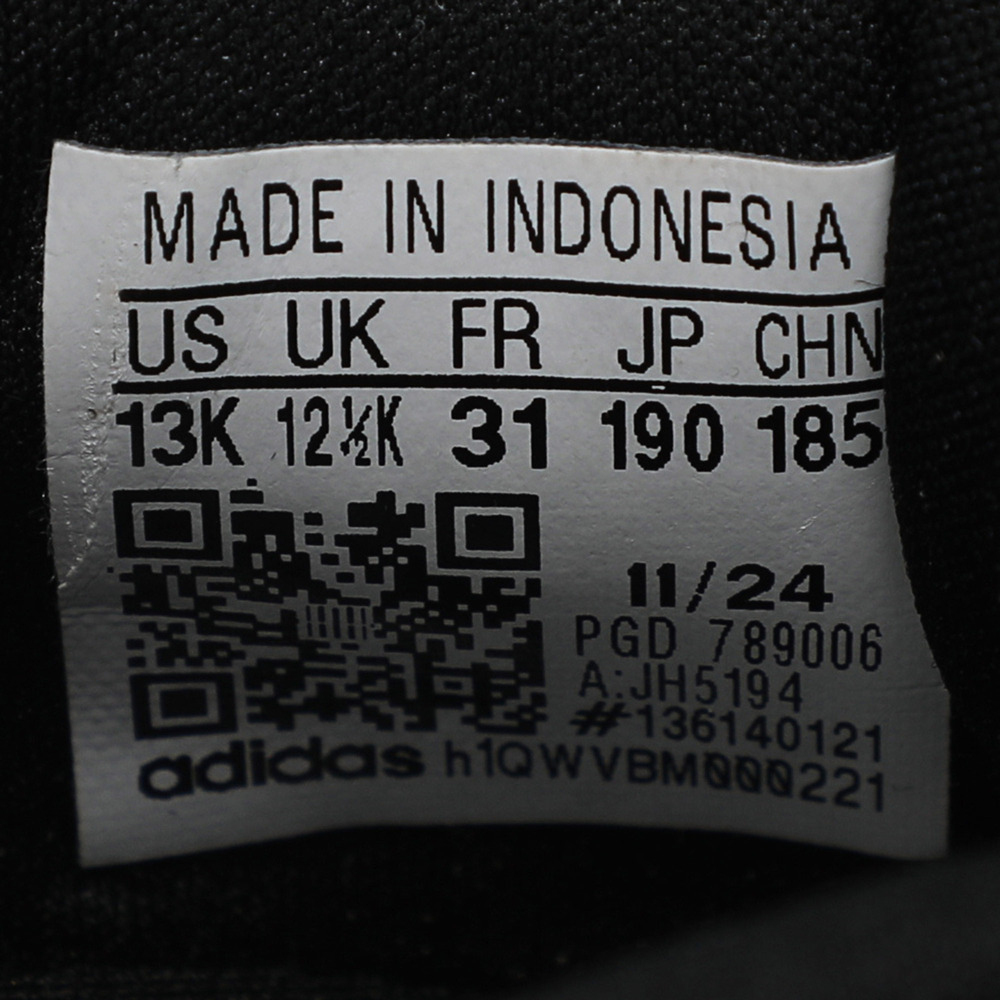 MADE IN INDONESIA
US UK FR JP CHN
13K 12½K 31 190 185
11/24
PGD 789006
A:JH5194
#136140121
adidas h1QWVBM000221